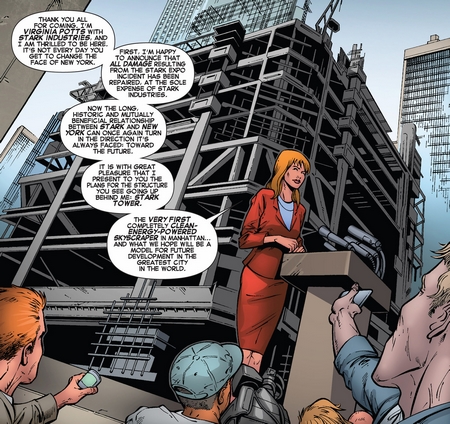 THANK YOU ALL
FOR COMING. I'M
VIRGINIA POTTS WITH
STARK INDUSTRIES. AND
I AM THRILLED TO BE HERE.
IT'S NOT EVERY DAY YOU
GET TO CHANGE THE
FACE OF NEW YORK.
FIRST, I'M HAPPY
TO ANNOUNCE THAT
ALL DAMAGE RESULTING
FROM THE STARK EXPO
INCIDENT HAS BEEN
REPAIRED. AT THE SOLE
EXPENSE OF STARK
INDUSTRIES.
NOW THE LONG,
HISTORIC AND MUTUALLY
BENEFICIAL RELATIONSHIP
BETWEEN STARK AND NEW
YORK CAN ONCE AGAIN TURN
IN THE DIRECTION IT'S
ALWAYS FACED: TOWARD
THE FUTURE.
IT IS WITH GREAT
PLEASURE THAT I
PRESENT TO YOU THE
PLANS FOR THE STRUCTURE
YOU SEE GOING UP
BEHIND ME: STARK
TOWER.
THE VERY FIRST
COMPLETELY CLEAN-
ENERGY-POWERED
SKYSCRAPER IN MANHATTAN...
AND WHAT WE HOPE WILL BE A
MODEL FOR FUTURE
DEVELOPMENT IN THE
GREATEST CITY
IN THE WORLD.